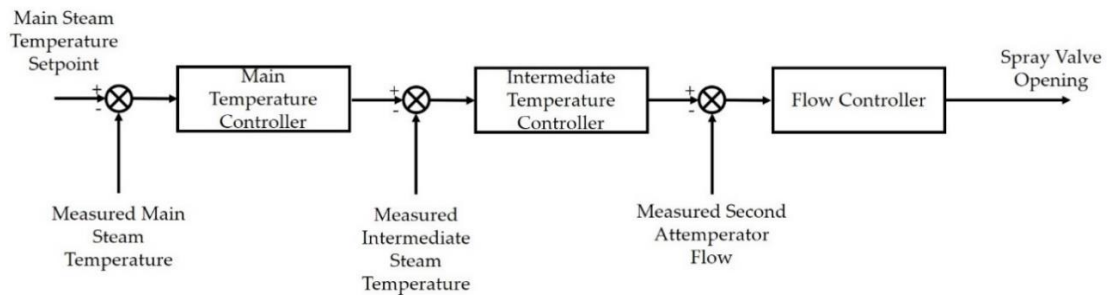 Main Steam
Temperature
Setpoint
+
-
Main
Temperature
Controller
+
-
Intermediate
Temperature
Controller
+
-
Flow Controller
Spray Valve
Opening
Measured Main
Steam
Temperature
Measured
Intermediate
Steam
Temperature
Measured Second
Attemperator
Flow